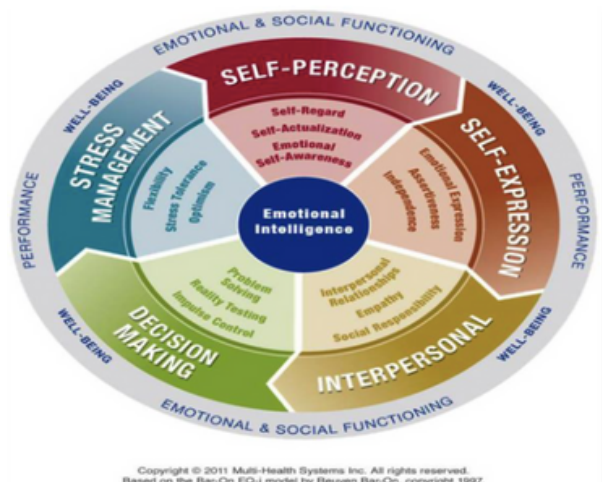 EMOTIONAL & SOCIAL FUNCTIONING
WELL-BEING
WELL-BEING
PERFORMANCE
PERFORMANCE
SELF-PERCEPTION
Self-Regard
Self-Actualization
Emotional
Self-Awareness
SELF-EXPRESSION
Emotional Expression
Assertiveness
Independence
INTERPERSONAL
Interpersonal
Relationships
Empathy
Social Responsibility
DECISION
MAKING
Problem
Solving
Reality Testing
Impulse Control
STRESS
MANAGEMENT
Flexibility
Stress Tolerance
Optimism
Emotional
Intelligence
WELL-BEING
WELL-BEING
EMOTIONAL & SOCIAL FUNCTIONING
Copyright © 2011 Multi-Health Systems Inc. All rights reserved.
Based on the Bar-On EQ-i model by Reuven Bar-On, copyright 1997